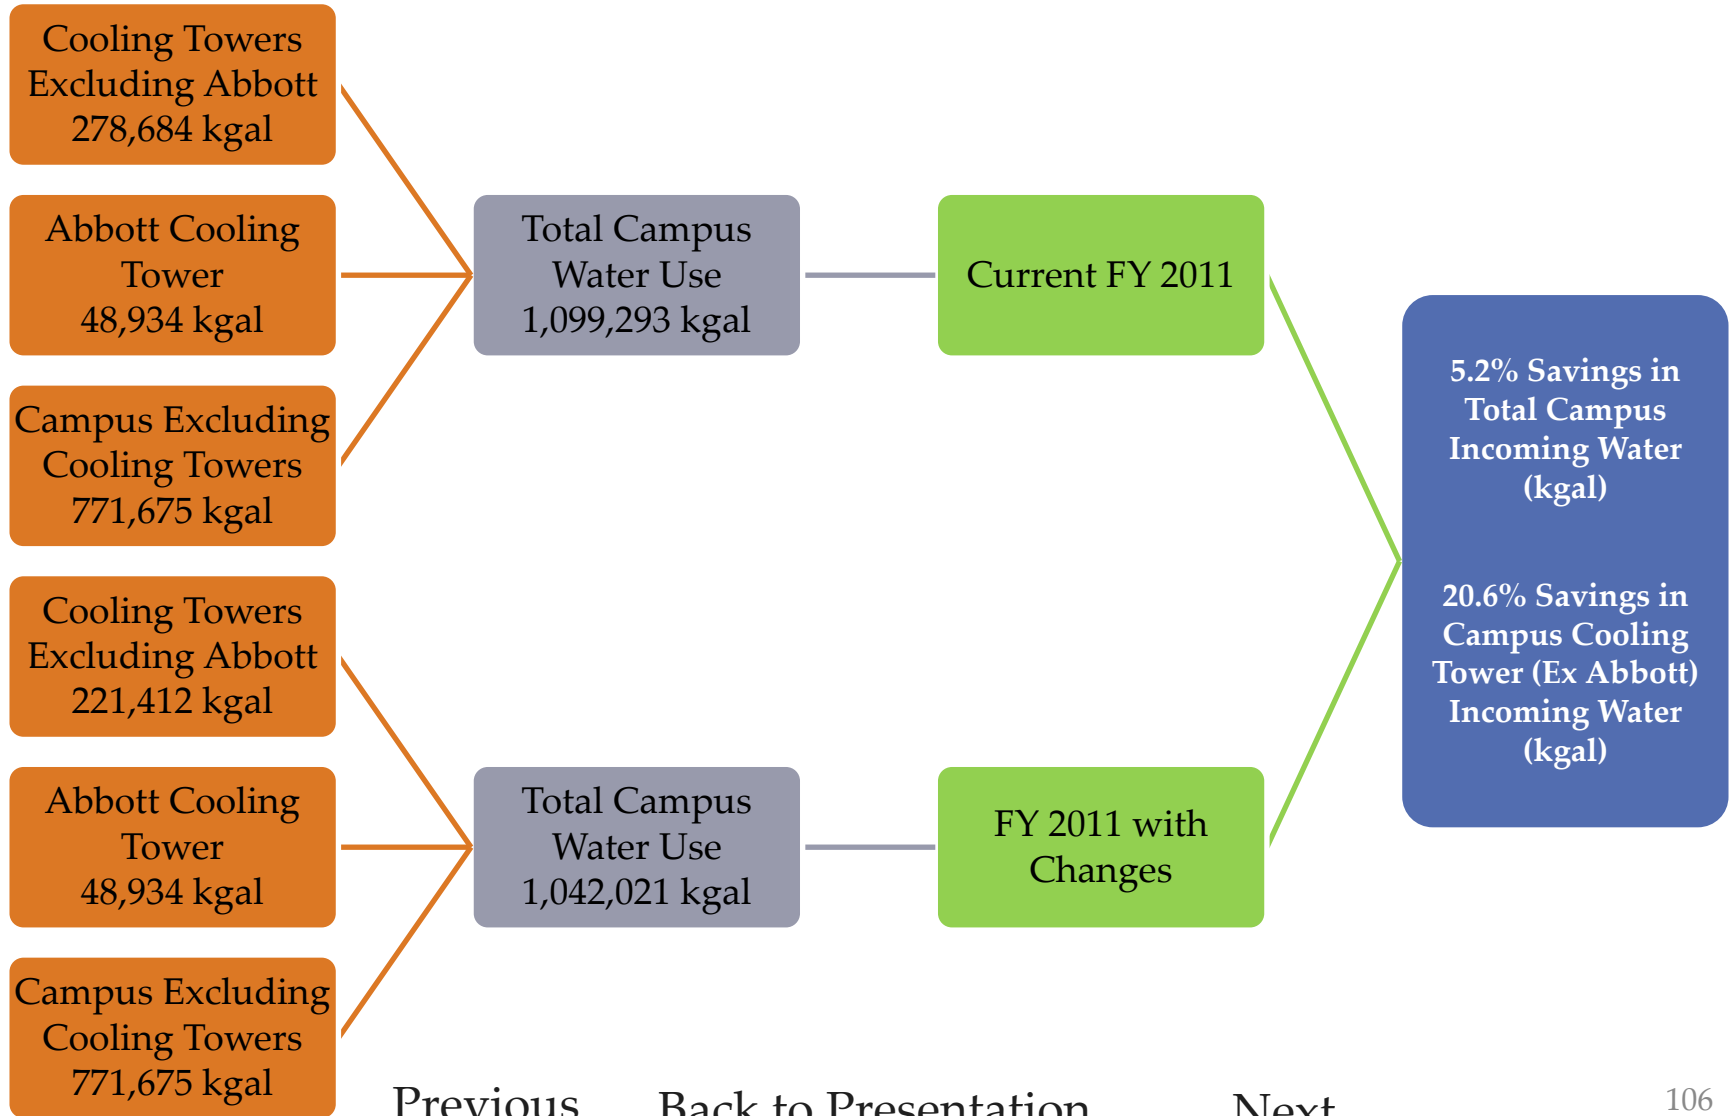 Cooling Towers
Excluding Abbott
278,684 kgal
Abbott Cooling
Tower
48,934 kgal
Campus Excluding
Cooling Towers
771,675 kgal
Total Campus
Water Use
1,099,293 kgal
Current FY 2011
Cooling Towers
Excluding Abbott
221,412 kgal
Abbott Cooling
Tower
48,934 kgal
Campus Excluding
Cooling Towers
771,675 kgal
Total Campus
Water Use
1,042,021 kgal
FY 2011 with
Changes
5.2% Savings in
Total Campus
Incoming Water
(kgal)
20.6% Savings in
Campus Cooling
Tower (Ex Abbott)
Incoming Water
(kgal)
Previous
Back to Presentation
Next
106